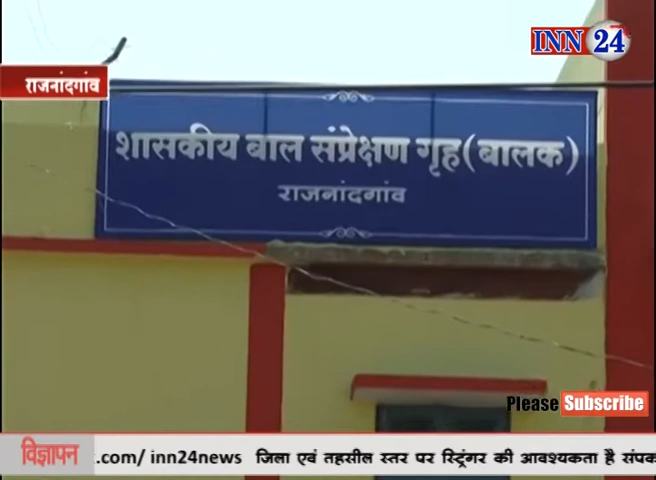 INN 24
राजनांदगांव
शासकीय बाल संप्रेक्षण गृह(बालक)
राजनांदगांव
Please Subscribe
विज्ञापन .com/ inn24news जिला एवं तहसील स्तर पर स्ट्रिंगर की आवश्यकता है